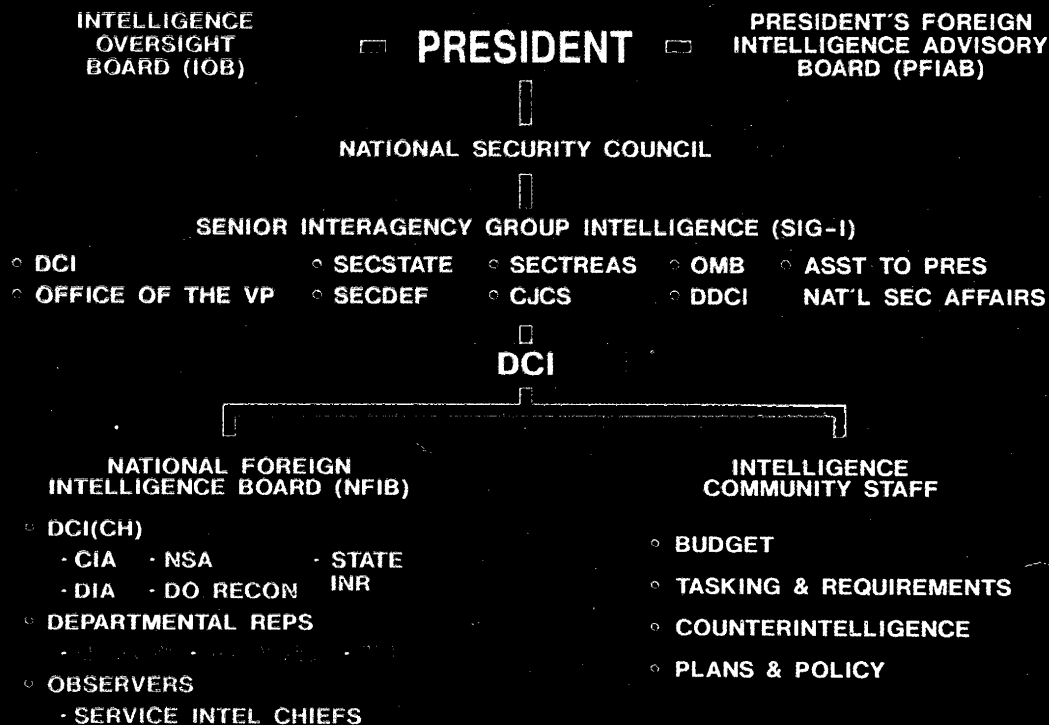 INTELLIGENCE
OVERSIGHT
BOARD (IOB)
PRESIDENT
PRESIDENT'S FOREIGN
INTELLIGENCE ADVISORY
BOARD (PFIAB)
NATIONAL SECURITY COUNCIL
SENIOR INTERAGENCY GROUP INTELLIGENCE (SIG-I)
◦ DCI ◦ SECSTATE ◦ SECTREAS ◦ OMB ◦ ASST TO PRES
◦ OFFICE OF THE VP ◦ SECDEF ◦ CJCS ◦ DDCI NAT'L SEC AFFAIRS
DCI
NATIONAL FOREIGN
INTELLIGENCE BOARD (NFIB)
◦ DCI(CH)
- CIA - NSA - STATE
- DIA - DO RECON INR
◦ DEPARTMENTAL REPS
◦ OBSERVERS
- SERVICE INTEL CHIEFS
INTELLIGENCE
COMMUNITY STAFF
◦ BUDGET
◦ TASKING & REQUIREMENTS
◦ COUNTERINTELLIGENCE
◦ PLANS & POLICY